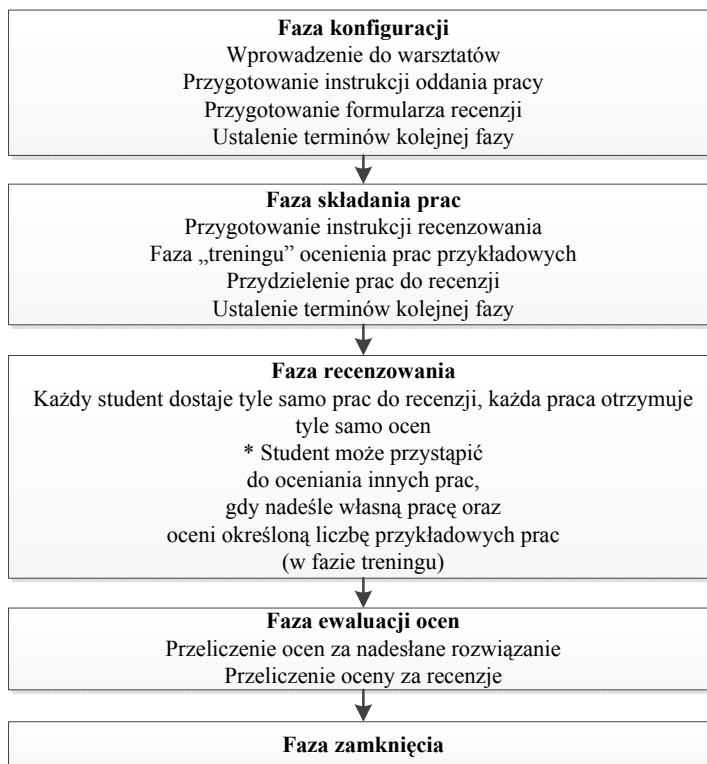 Faza konfiguracji
Wprowadzenie do warsztatów
Przygotowanie instrukcji oddania pracy
Przygotowanie formularza recenzji
Ustalenie terminów kolejnej fazy
Faza składania prac
Przygotowanie instrukcji recenzowania
Faza „treningu” ocenienia prac przykładowych
Przydzielenie prac do recenzji
Ustalenie terminów kolejnej fazy
Faza recenzowania
Każdy student dostaje tyle samo prac do recenzji, każda praca otrzymuje
tyle samo ocen
* Student może przystąpić
do oceniania innych prac,
gdy nadeśle własną pracę oraz
oceni określoną liczbę przykładowych prac
(w fazie treningu)
Faza ewaluacji ocen
Przeliczenie ocen za nadesłane rozwiązanie
Przeliczenie oceny za recenzje
Faza zamknięcia